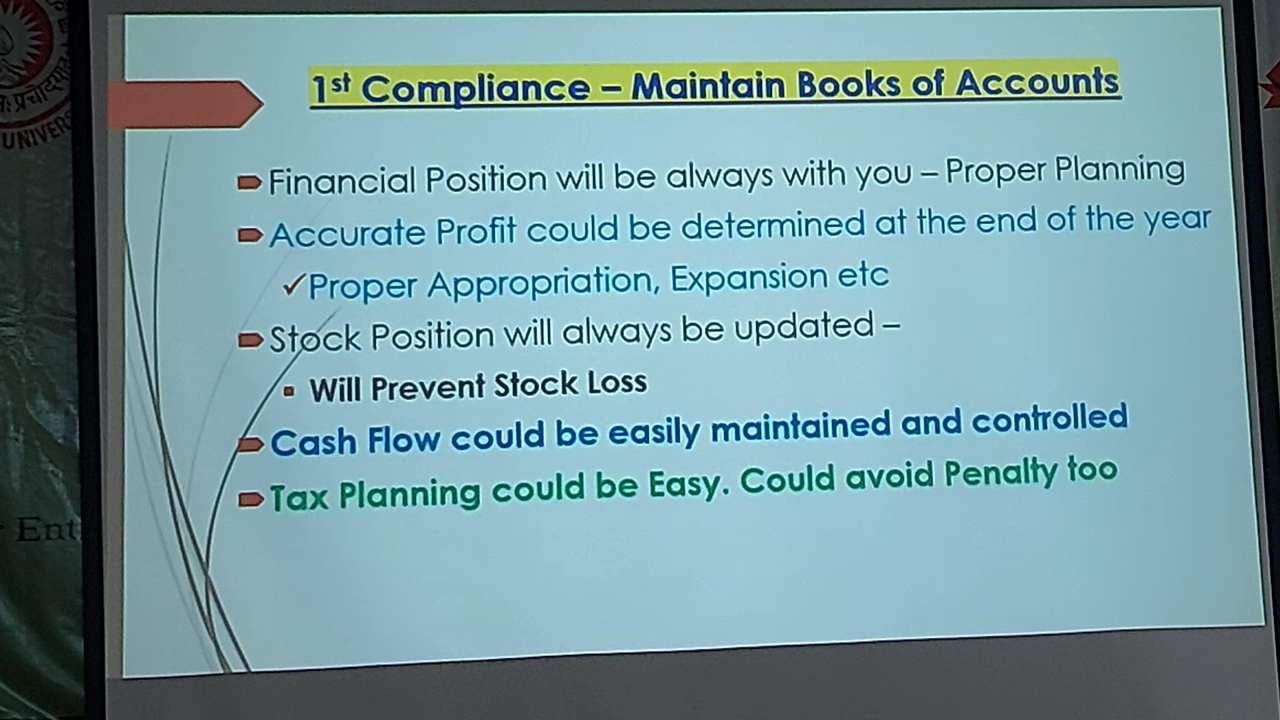 1st Compliance – Maintain Books of Accounts
Financial Position will be always with you – Proper Planning
Accurate Profit could be determined at the end of the year
Proper Appropriation, Expansion etc
Stock Position will always be updated –
Will Prevent Stock Loss
Cash Flow could be easily maintained and controlled
Tax Planning could be Easy. Could avoid Penalty too